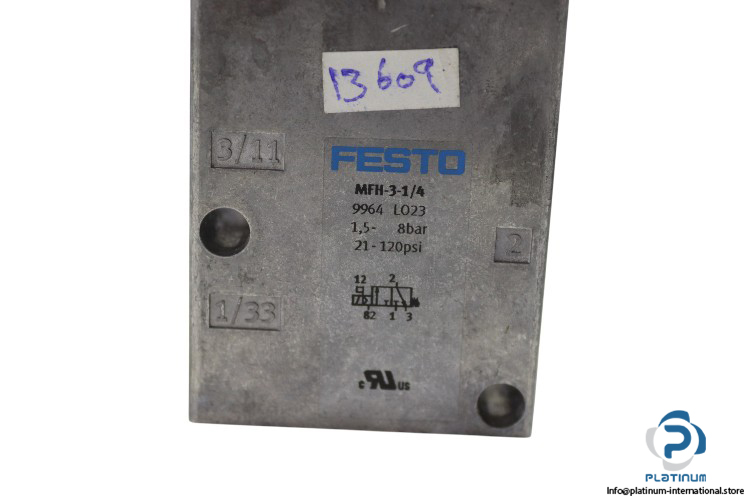 13609
3/11
FESTO
MFH-3-1/4
9964 LO23
1,5- 8bar
21-120psi
2
12 2
82 1 3
1/33
c RU us
PLATINUM
Info@platinum-international.store